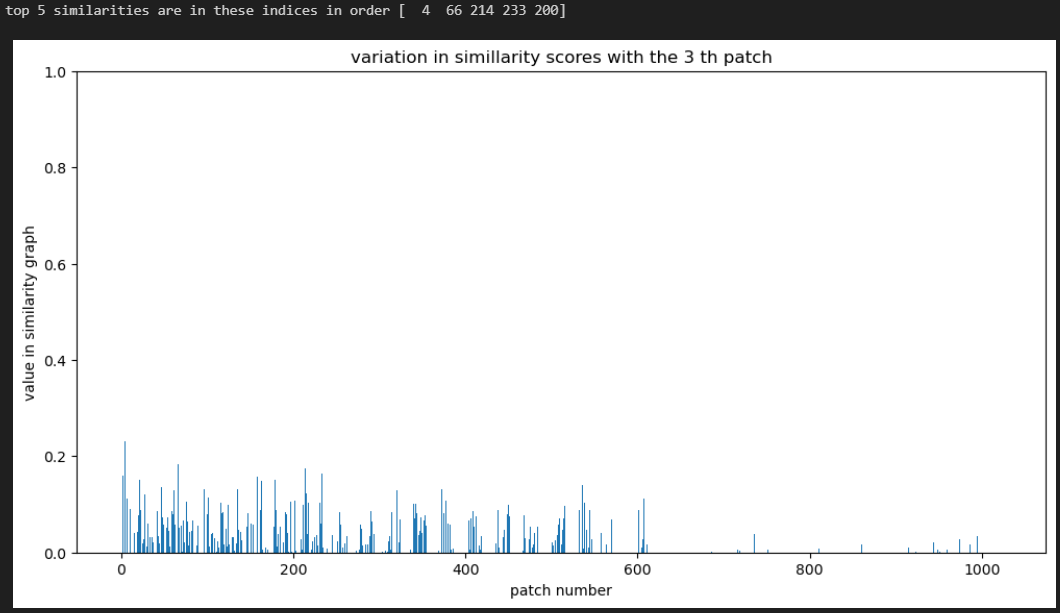 top 5 similarities are in these indices in order [  4  66 214 233 200]
variation in simillarity scores with the 3 th patch
1.0
0.8
0.6
0.4
0.2
0.0
value in similarity graph
0 200 400 600 800 1000
patch number